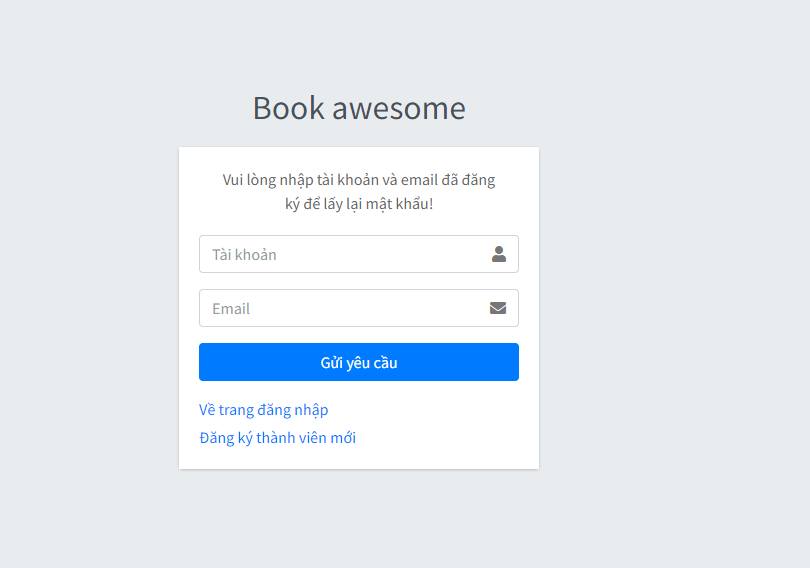 Book awesome
Vui lòng nhập tài khoản và email đã đăng
ký để lấy lại mật khẩu!
Tài khoản
Email
Gửi yêu cầu
Về trang đăng nhập
Đăng ký thành viên mới